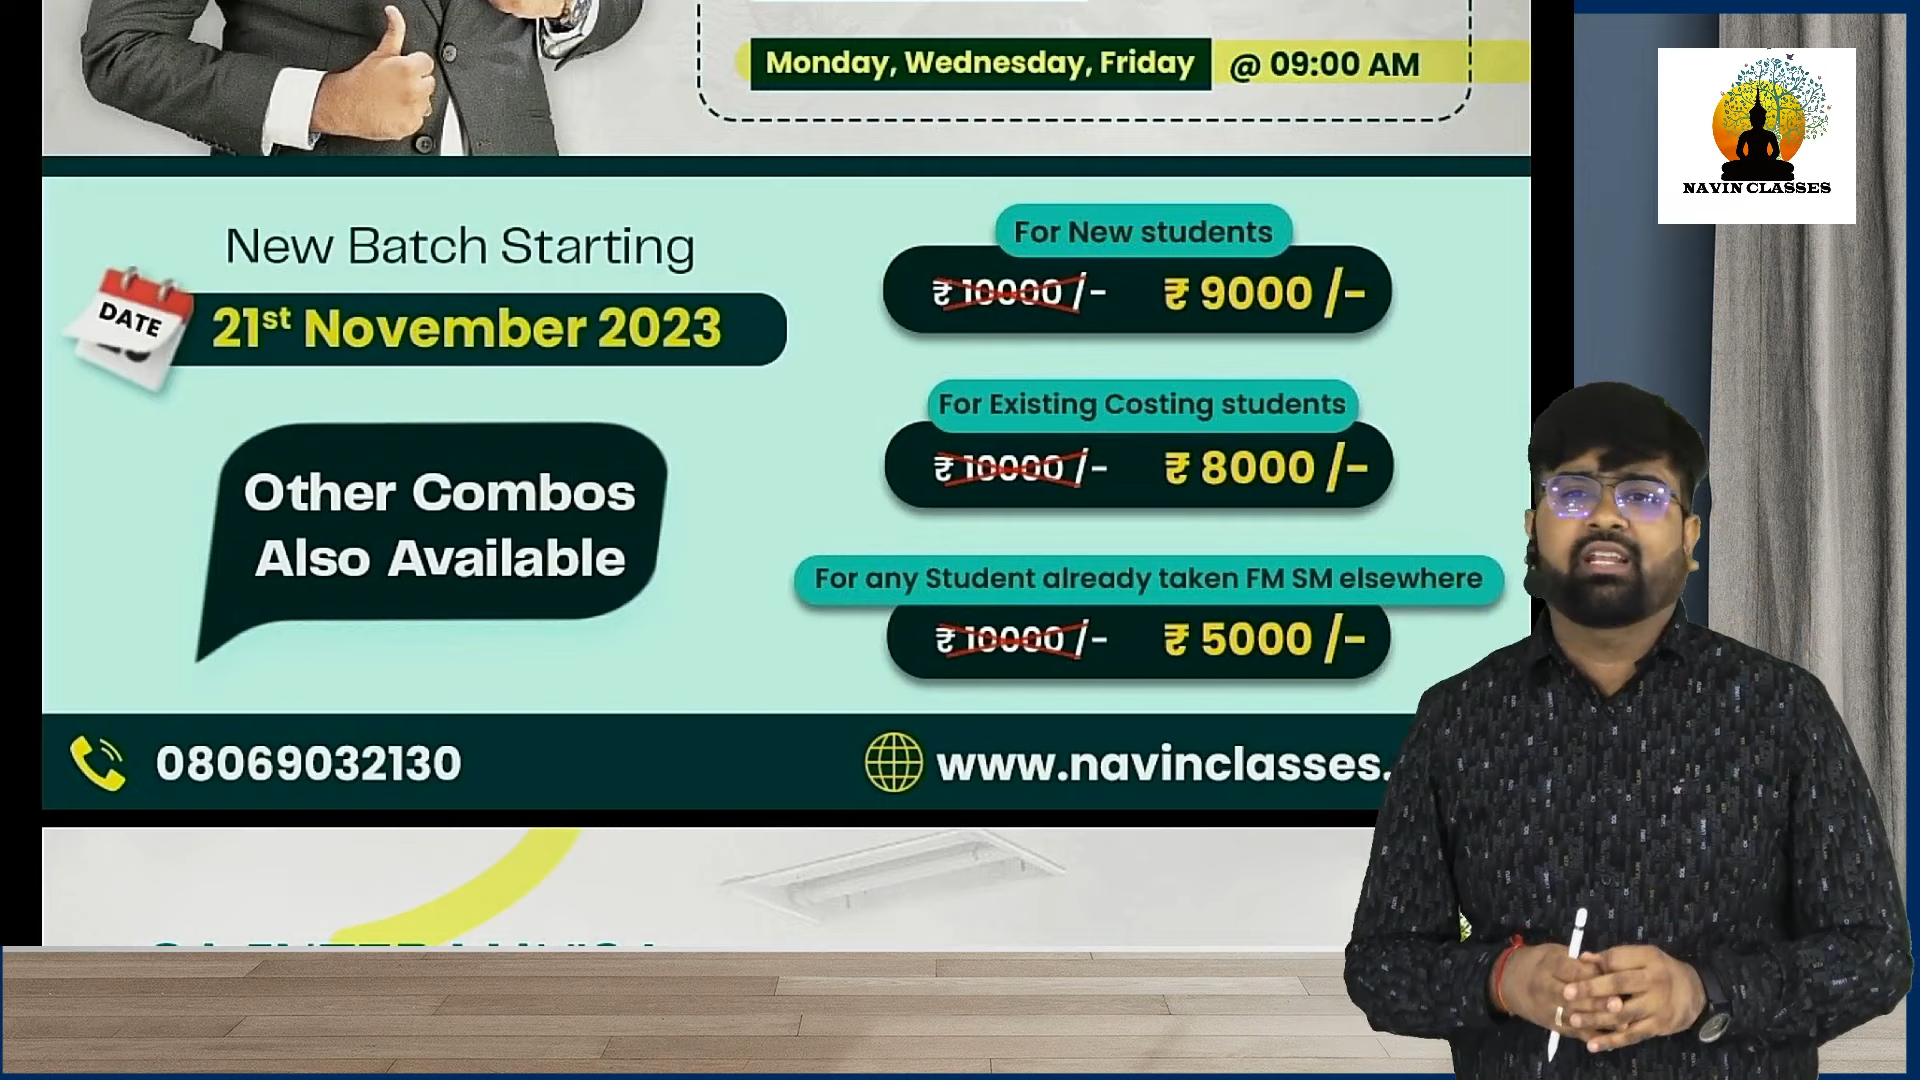 Monday, Wednesday, Friday @ 09:00 AM
NAVIN CLASSES
New Batch Starting
DATE
21st November 2023
Other Combos
Also Available
For New students
₹ 10000 /- ₹ 9000 /-
For Existing Costing students
₹ 10000 /- ₹ 8000 /-
For any Student already taken FM SM elsewhere
₹ 10000 /- ₹ 5000 /-
08069032130
www.navinclasses.